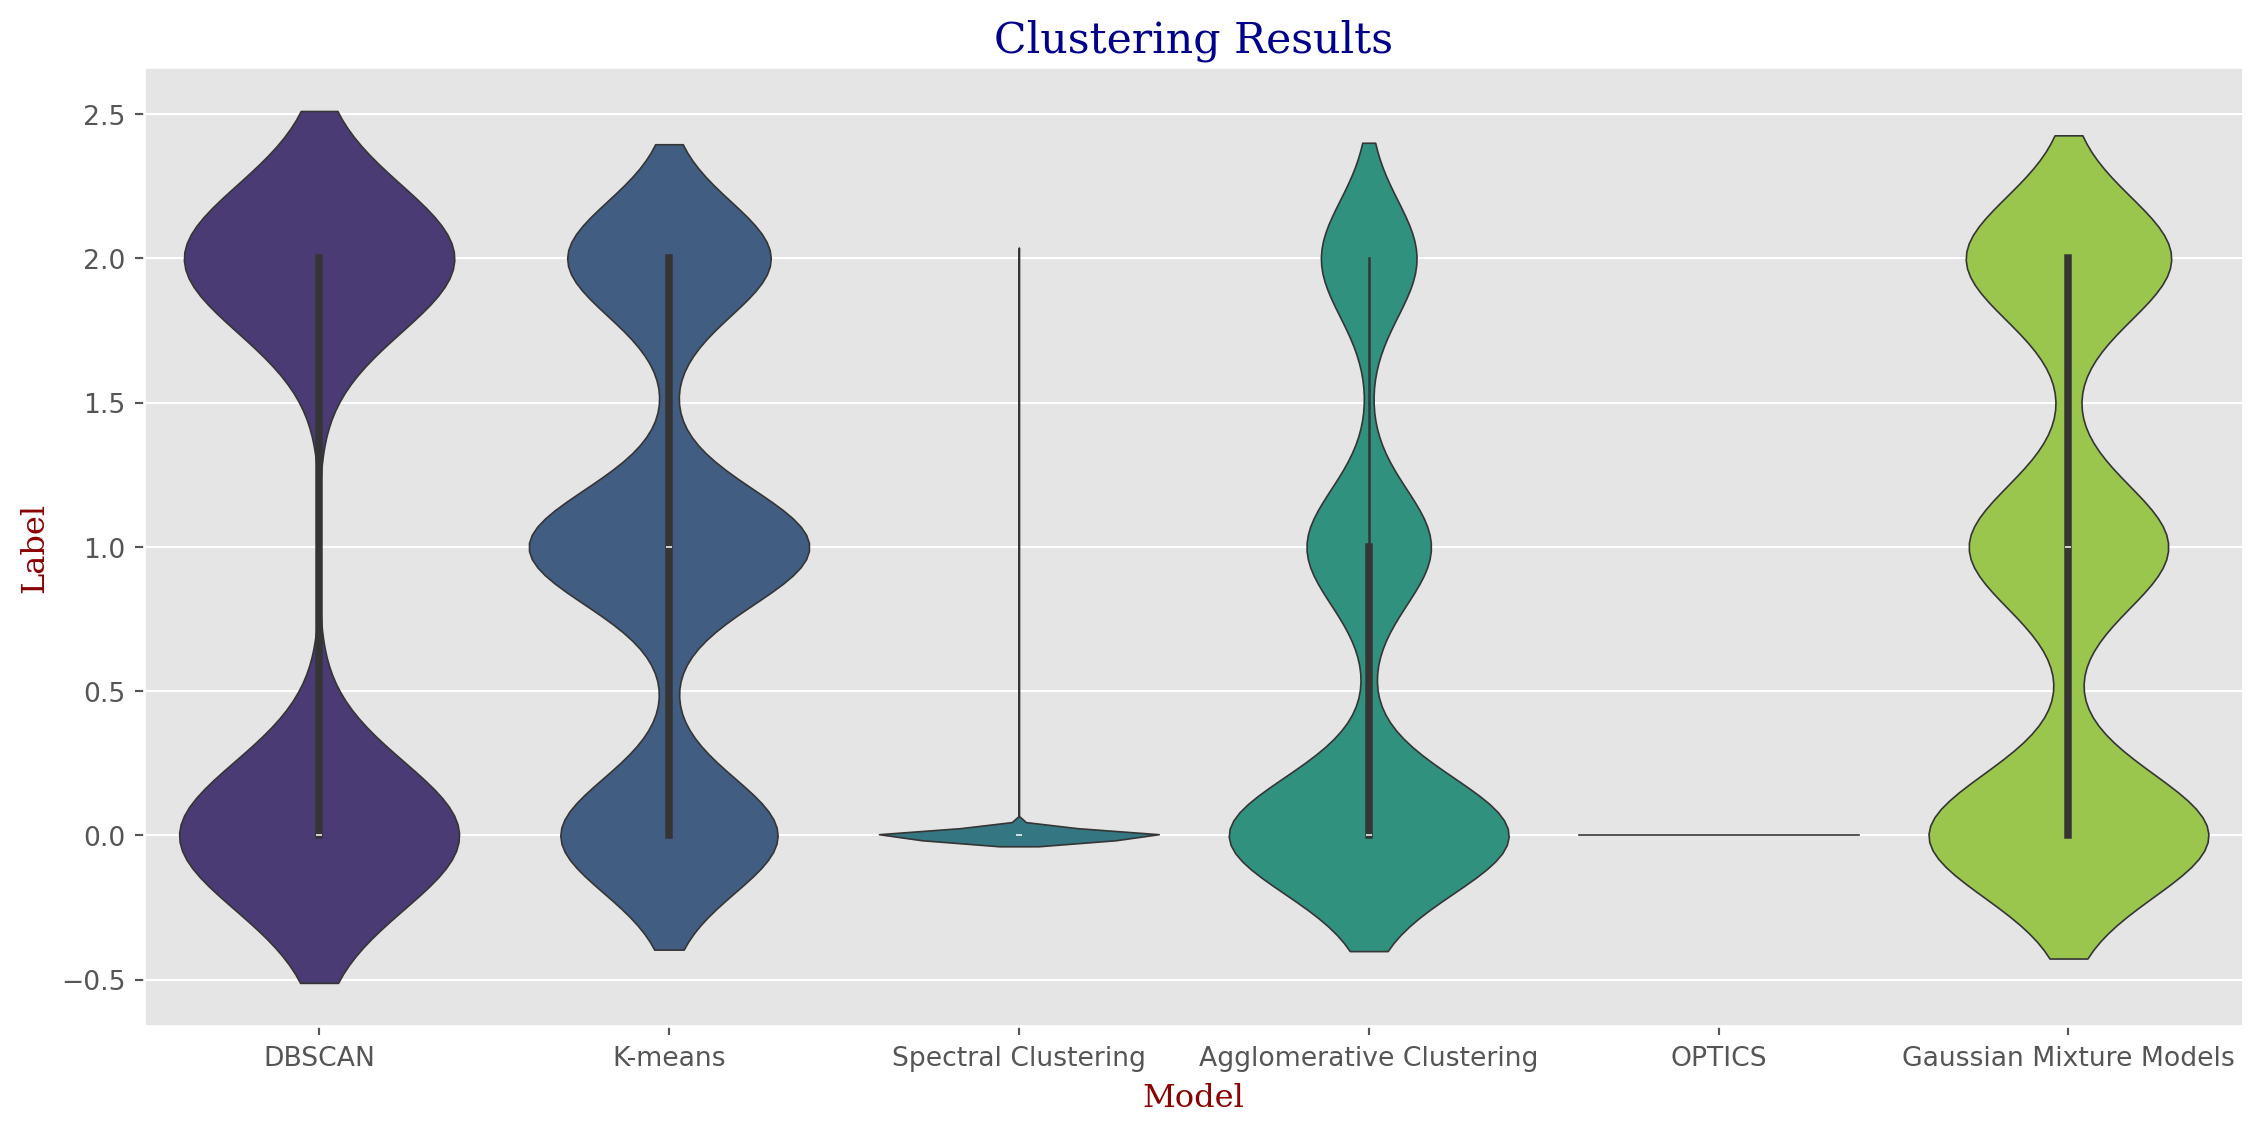 Clustering Results
2.5
2.0
1.5
1.0
0.5
0.0
−0.5
Label
DBSCAN K-means Spectral Clustering Agglomerative Clustering OPTICS Gaussian Mixture Models
Model